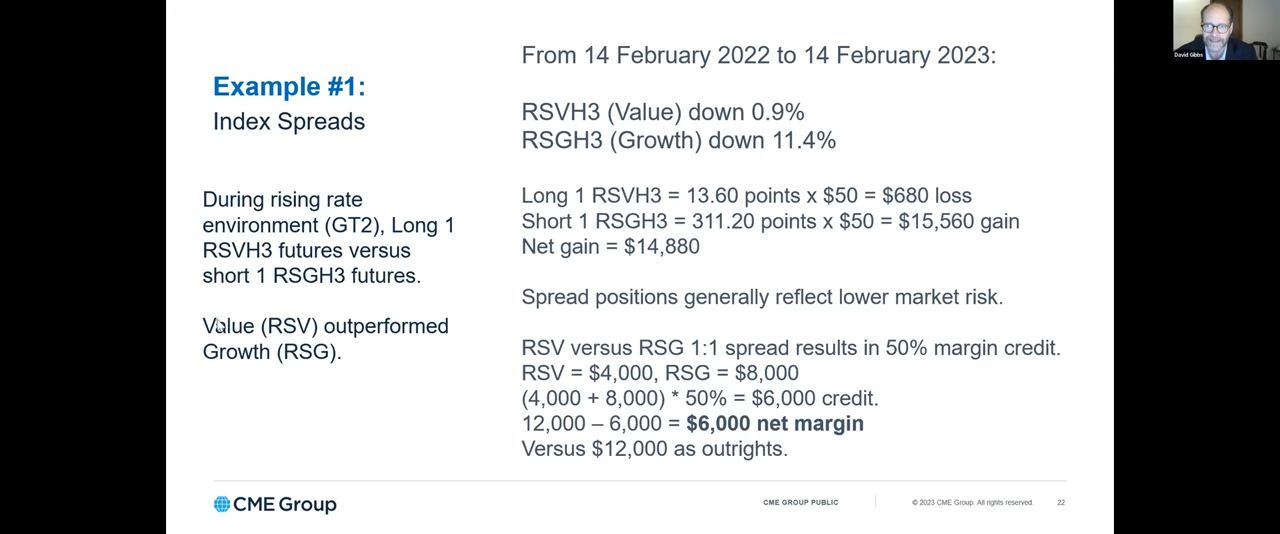 Example #1:
Index Spreads
During rising rate
environment (GT2), Long 1
RSVH3 futures versus
short 1 RSGH3 futures.
Value (RSV) outperformed
Growth (RSG).
From 14 February 2022 to 14 February 2023:
RSVH3 (Value) down 0.9%
RSGH3 (Growth) down 11.4%
Long 1 RSVH3 = 13.60 points x $50 = $680 loss
Short 1 RSGH3 = 311.20 points x $50 = $15,560 gain
Net gain = $14,880
Spread positions generally reflect lower market risk.
RSV versus RSG 1:1 spread results in 50% margin credit.
RSV = $4,000, RSG = $8,000
(4,000 + 8,000) * 50% = $6,000 credit.
12,000 – 6,000 = $6,000 net margin
Versus $12,000 as outrights.
CME Group
CME GROUP PUBLIC
© 2023 CME Group. All rights reserved.
22
David Gibbs